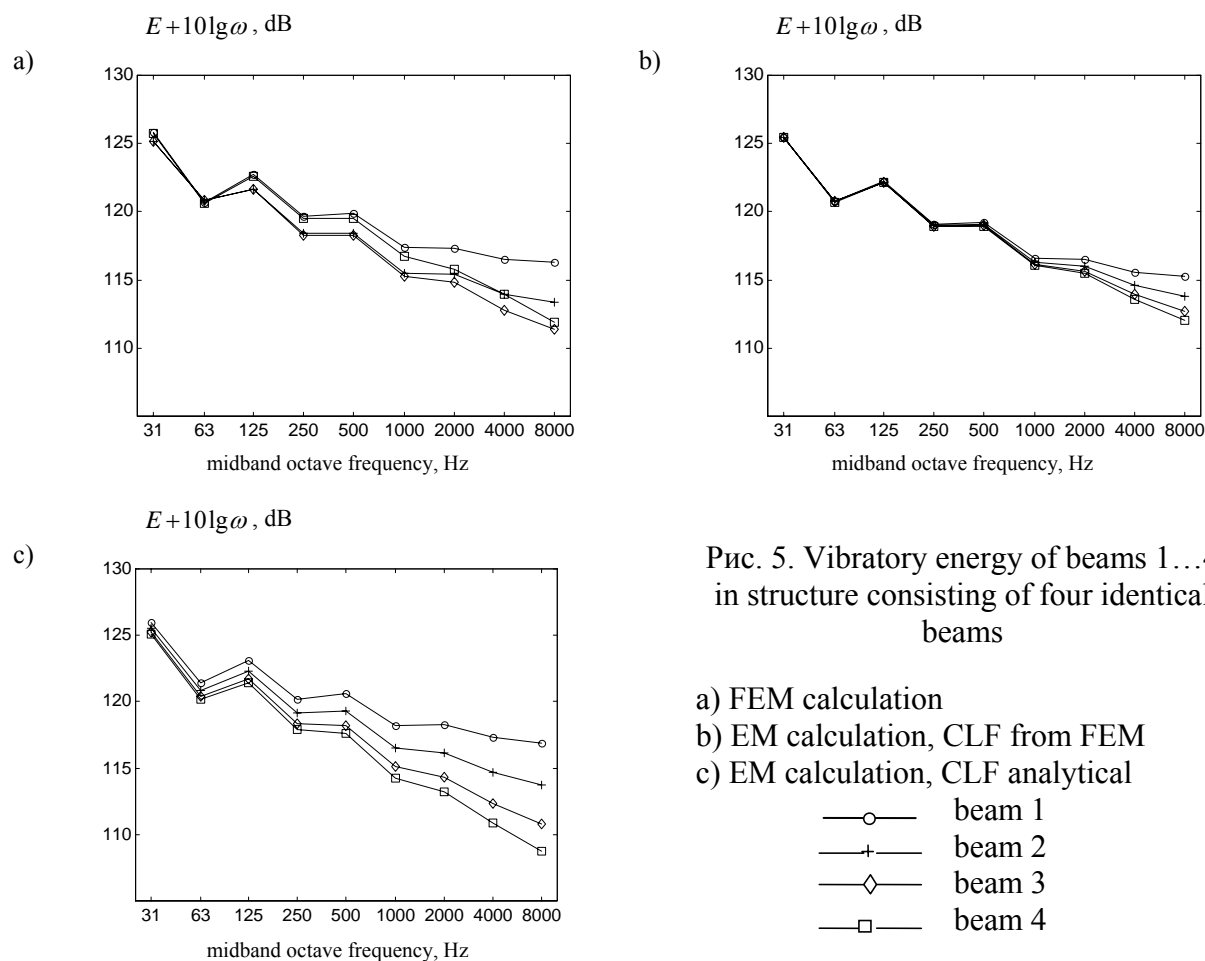 E+10lgω, dB
a)
130
125
120
115
110
31 63 125 250 500 1000 2000 4000 8000
midband octave frequency, Hz
E+10lgω, dB
b)
130
125
120
115
110
31 63 125 250 500 1000 2000 4000 8000
midband octave frequency, Hz
E+10lgω, dB
c)
130
125
120
115
110
31 63 125 250 500 1000 2000 4000 8000
midband octave frequency, Hz
Рис. 5. Vibratory energy of beams 1…4
in structure consisting of four identical
beams
a) FEM calculation
b) EM calculation, CLF from FEM
c) EM calculation, CLF analytical
beam 1
beam 2
beam 3
beam 4